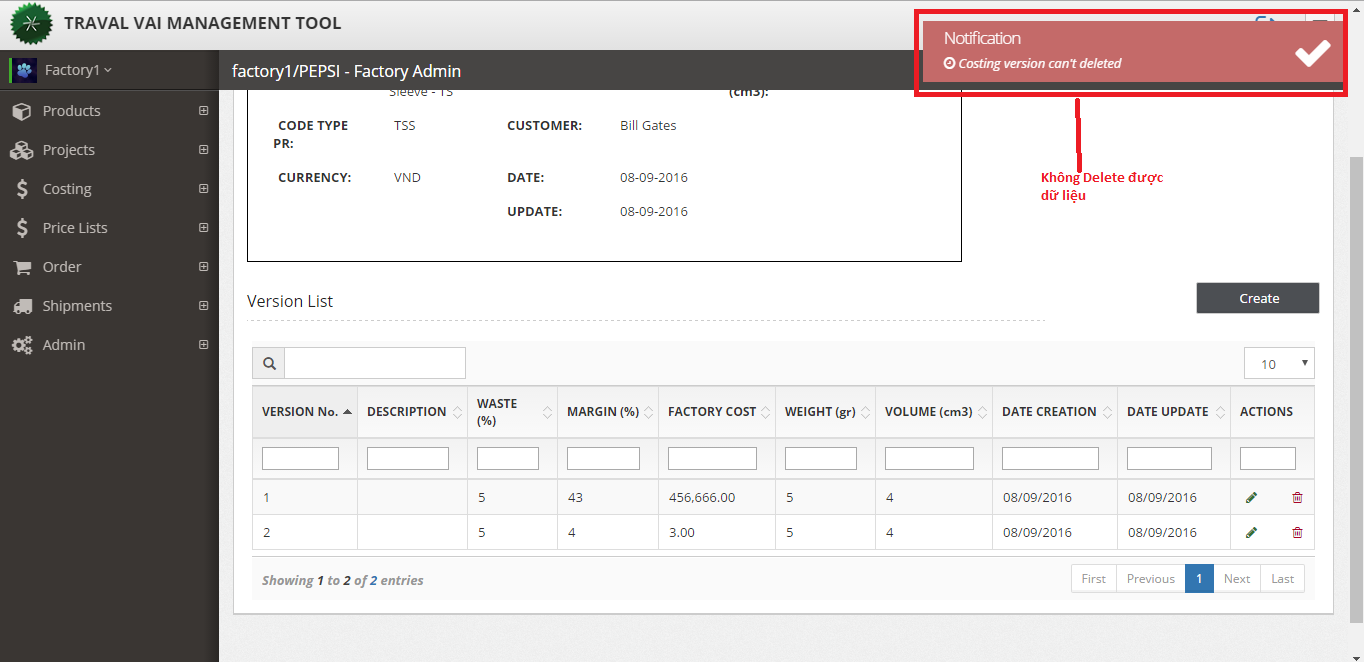 TRAVAL VAI MANAGEMENT TOOL
Notification
Costing version can't deleted
Factory1
factory1/PEPSI - Factory Admin
Sleeve - TS
(cm3):
Products
Projects
Costing
Price Lists
Order
Shipments
Admin
CODE TYPE PR: TSS CUSTOMER: Bill Gates
CURRENCY: VND DATE: 08-09-2016
UPDATE: 08-09-2016
Không Delete được
dữ liệu
Version List
Create
10
VERSION No. DESCRIPTION WASTE (%) MARGIN (%) FACTORY COST WEIGHT (gr) VOLUME (cm3) DATE CREATION DATE UPDATE ACTIONS
1 5 43 456,666.00 5 4 08/09/2016 08/09/2016
2 5 4 3.00 5 4 08/09/2016 08/09/2016
Showing 1 to 2 of 2 entries
First Previous 1 Next Last